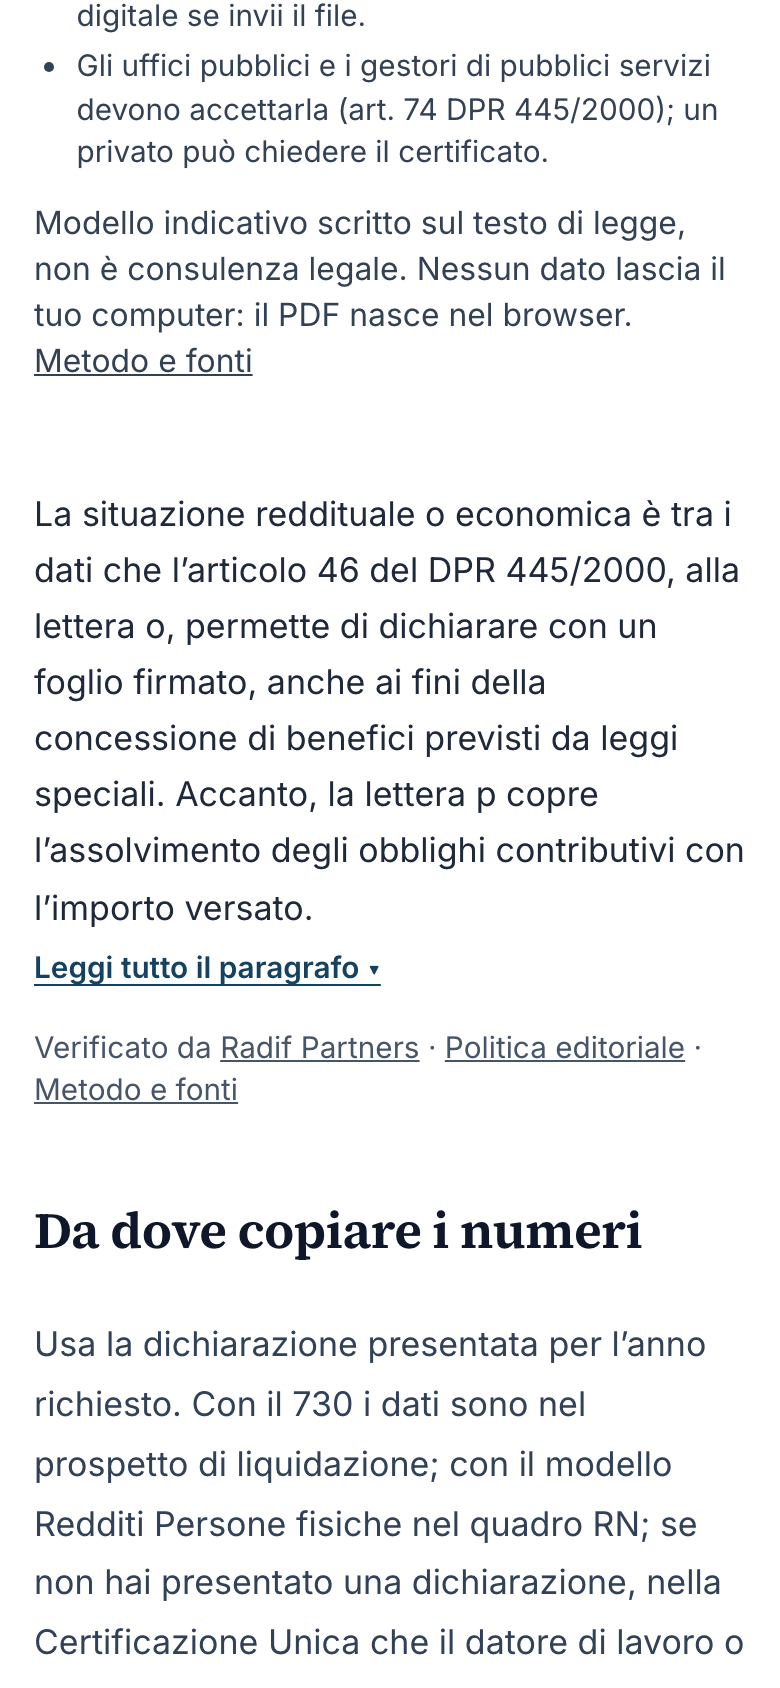 digitale se invii il file.
• Gli uffici pubblici e i gestori di pubblici servizi
devono accettarla (art. 74 DPR 445/2000); un
privato può chiedere il certificato.
Modello indicativo scritto sul testo di legge,
non è consulenza legale. Nessun dato lascia il
tuo computer: il PDF nasce nel browser.
Metodo e fonti
La situazione reddituale o economica è tra i
dati che l’articolo 46 del DPR 445/2000, alla
lettera o, permette di dichiarare con un
foglio firmato, anche ai fini della
concessione di benefici previsti da leggi
speciali. Accanto, la lettera p copre
l’assolvimento degli obblighi contributivi con
l’importo versato.
Leggi tutto il paragrafo ▾
Verificato da Radif Partners · Politica editoriale ·
Metodo e fonti
Da dove copiare i numeri
Usa la dichiarazione presentata per l’anno
richiesto. Con il 730 i dati sono nel
prospetto di liquidazione; con il modello
Redditi Persone fisiche nel quadro RN; se
non hai presentato una dichiarazione, nella
Certificazione Unica che il datore di lavoro o